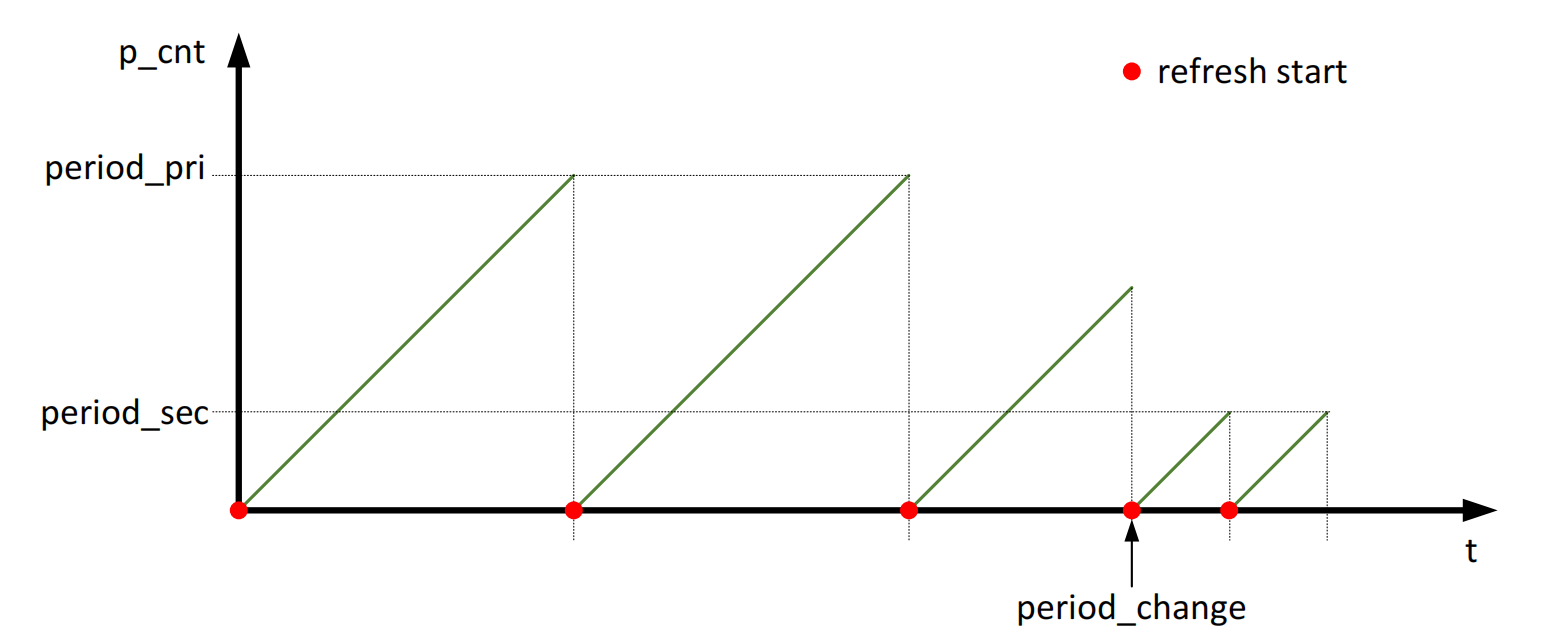 p_cnt
refresh start
period_pri
period_sec
t
period_change